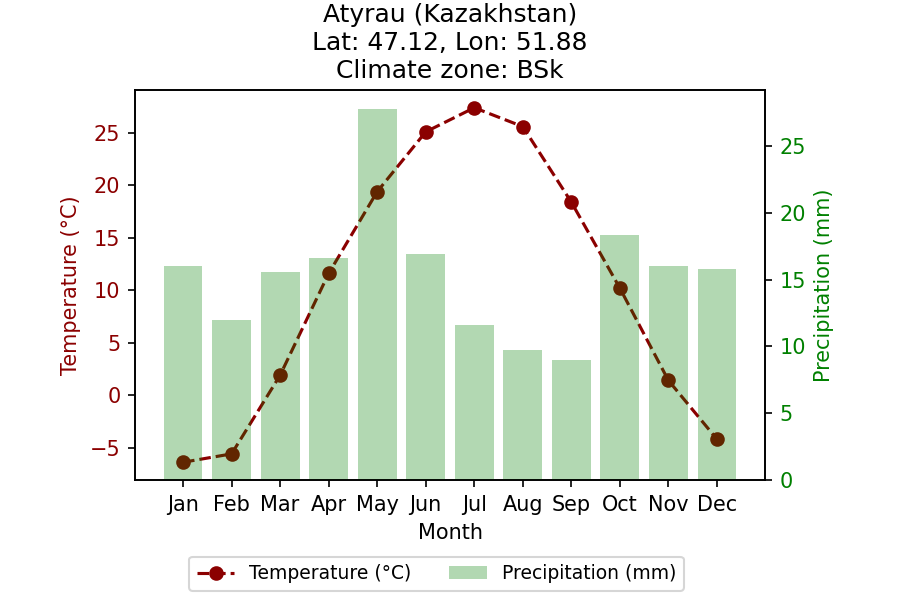 Atyrau (Kazakhstan)
Lat: 47.12, Lon: 51.88
Climate zone: BSk
Temperature (°C)
25
20
15
10
5
0
−5
25
20
15
10
5
0
Precipitation (mm)
Jan Feb Mar Apr May Jun Jul Aug Sep Oct Nov Dec
Month
Temperature (°C) Precipitation (mm)